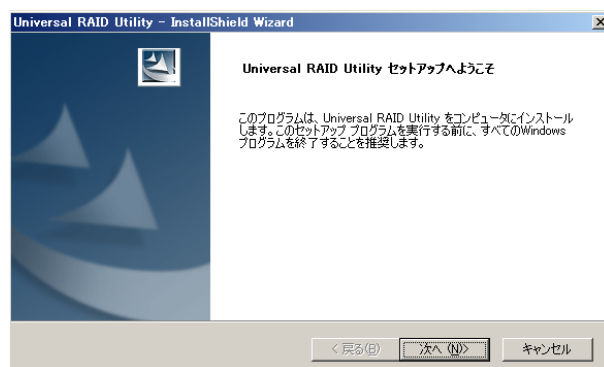 Universal RAID Utility - InstallShield Wizard
Universal RAID Utility セットアップへようこそ
このプログラムは、Universal RAID Utility をコンピュータにインストール
します。このセットアップ プログラムを実行する前に、すべてのWindows
プログラムを終了することを推奨します。
< 戻る(B)
次へ (N)>
キャンセル